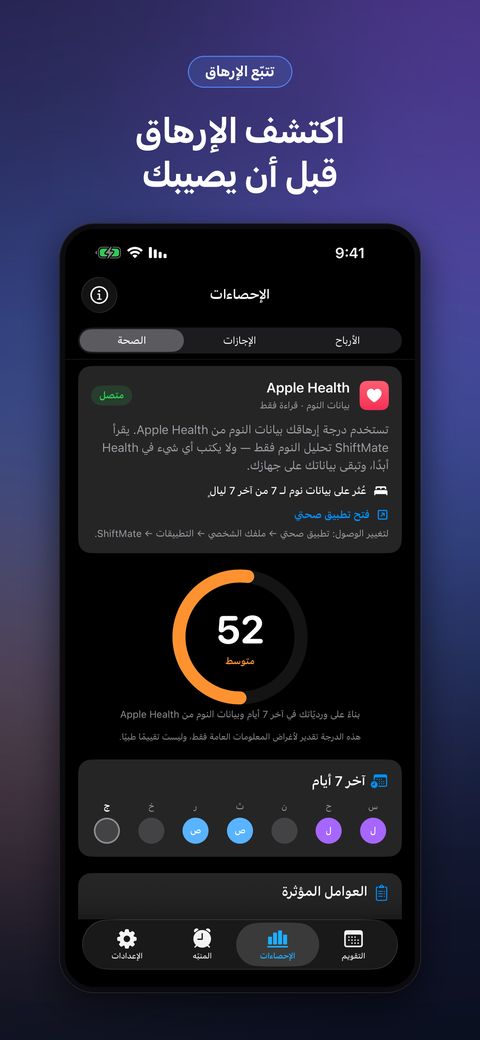 تتبّع الإرهاق
اكتشف الإرهاق
قبل أن يصيبك
9:41
الإحصاءات
الأرباح
الإجازات
الصحة
Apple Health
بيانات النوم · قراءة فقط
متصل
تستخدم درجة إرهاقك بيانات النوم من Apple Health. يقرأ
ShiftMate تحليل النوم فقط — ولا يكتب أي شيء في Health
أبدًا، وتبقى بياناتك على جهازك.
عُثر على بيانات نوم لـ 7 من آخر 7 ليالٍ
فتح تطبيق صحتي
لتغيير الوصول: تطبيق صحتي ← ملفك الشخصي ← التطبيقات ← ShiftMate.
52
متوسط
بناءً على وردياتك في آخر 7 أيام وبيانات النوم من Apple Health
هذه الدرجة تقدير لأغراض المعلومات العامة فقط، وليست تقييمًا طبيًا.
آخر 7 أيام
س ح ن ث ر خ ج
ل ل ص ص
العوامل المؤثرة
التقويم
الإحصاءات
المنبّه
الإعدادات